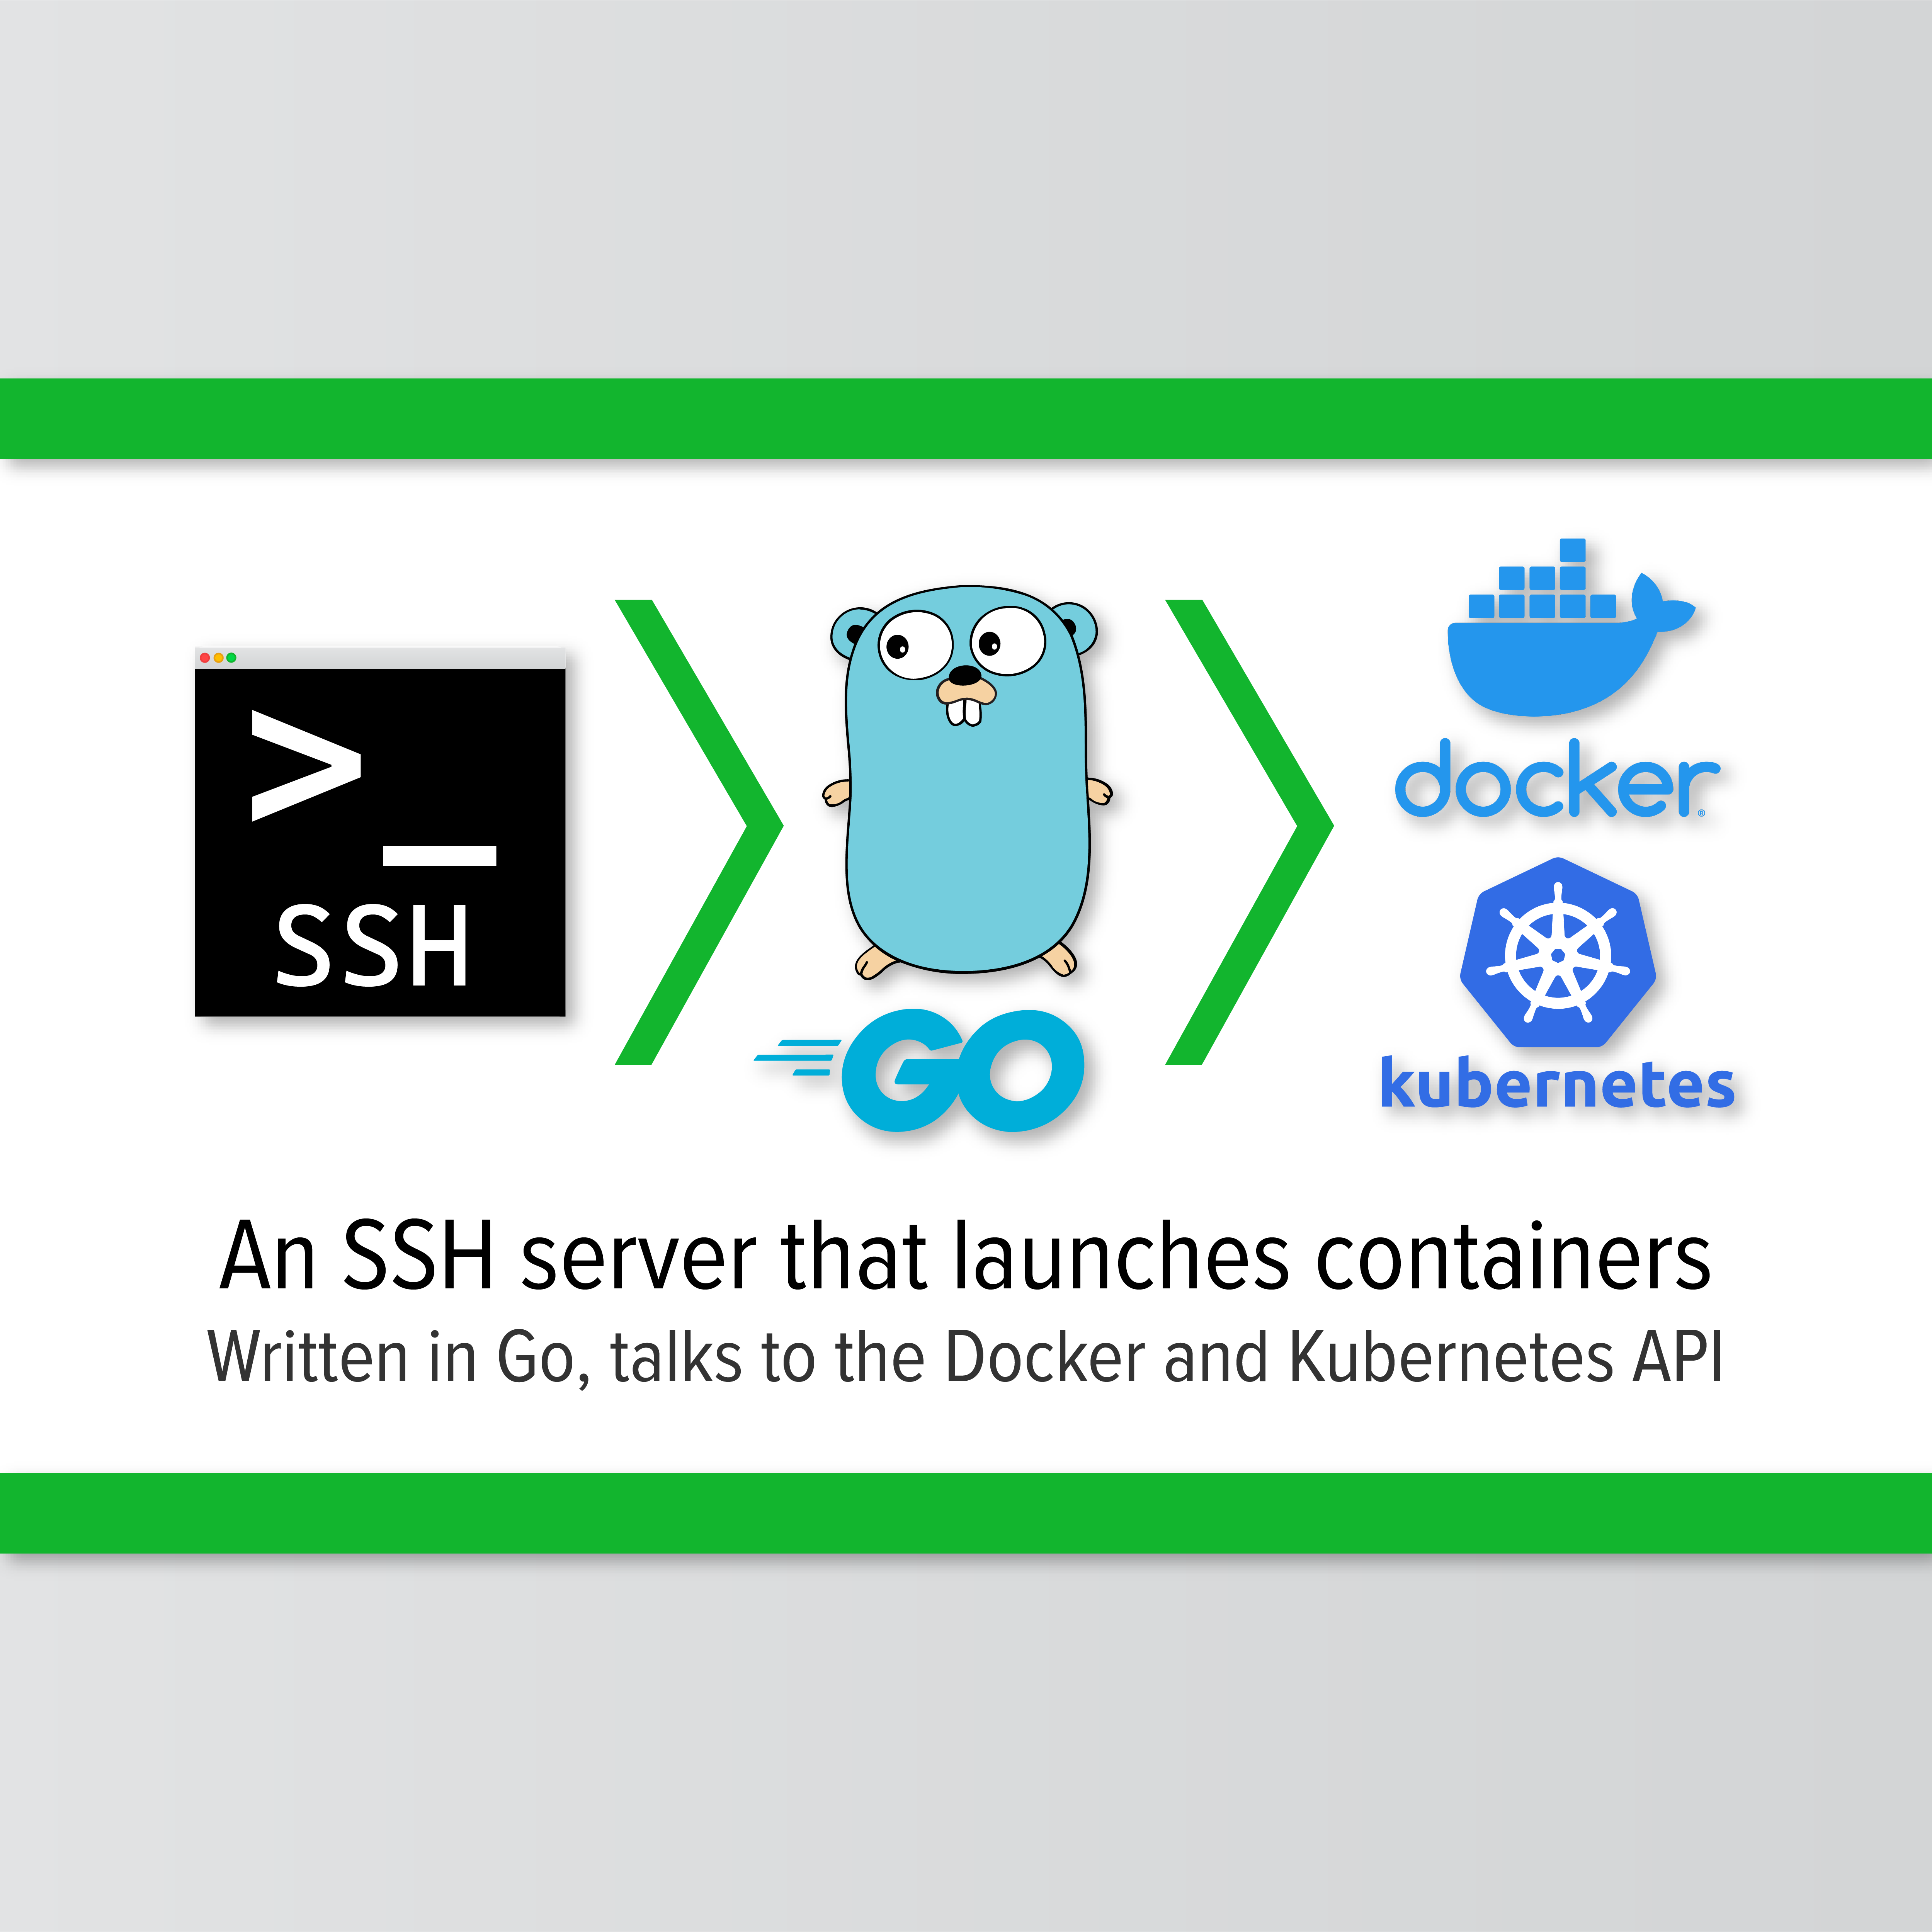 >_
SSH
GO
docker®
kubernetes
An SSH server that launches containers
Written in Go, talks to the Docker and Kubernetes API